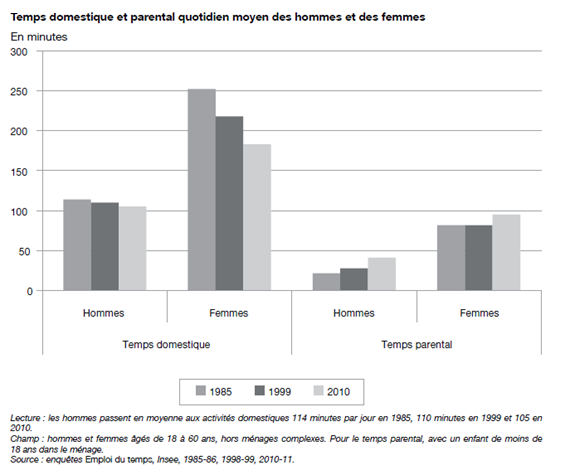 Temps domestique et parental quotidien moyen des hommes et des femmes
En minutes
300
250
200
150
100
50
0
Hommes Femmes Hommes Femmes
Temps domestique Temps parental
1985 1999 2010
Lecture : les hommes passent en moyenne aux activités domestiques 114 minutes par jour en 1985, 110 minutes en 1999 et 105 en
2010.
Champ : hommes et femmes âgés de 18 à 60 ans, hors ménages complexes. Pour le temps parental, avec un enfant de moins de
18 ans dans le ménage.
Source : enquêtes Emploi du temps, Insee, 1985-86, 1998-99, 2010-11.